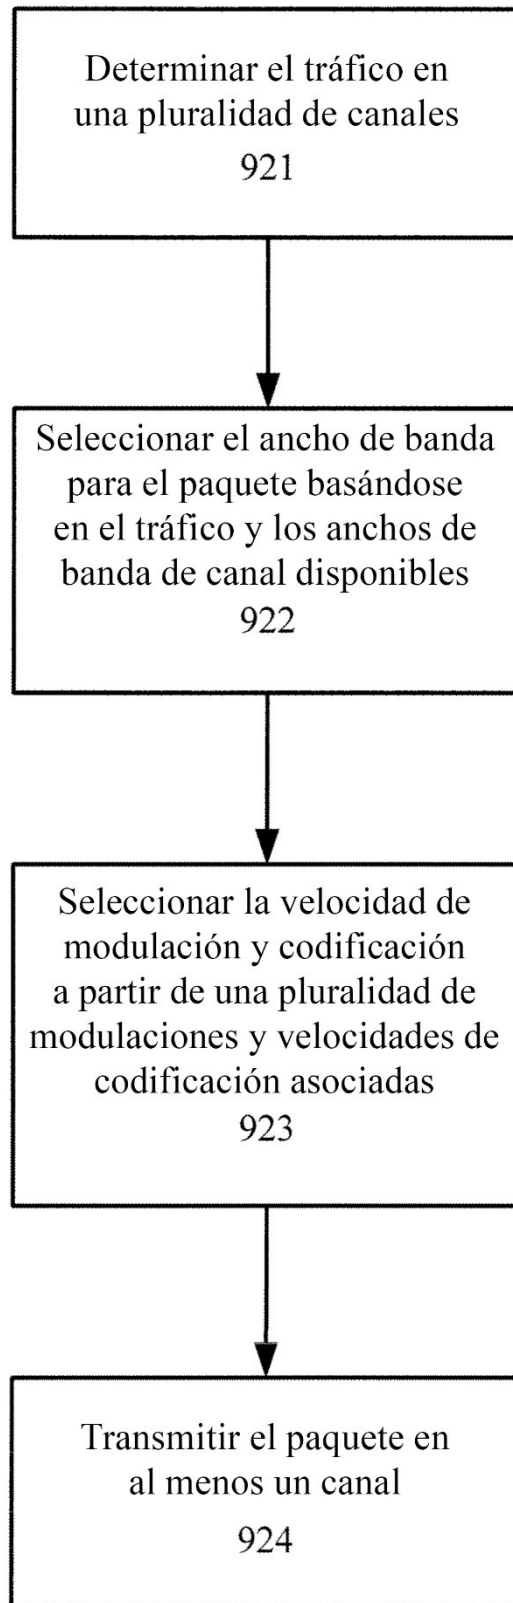 Determinar el tráfico en
una pluralidad de canales
921
Seleccionar el ancho de banda
para el paquete basándose
en el tráfico y los anchos de
banda de canal disponibles
922
Seleccionar la velocidad de
modulación y codificación
a partir de una pluralidad de
modulaciones y velocidades de
codificación asociadas
923
Transmitir el paquete en
al menos un canal
924